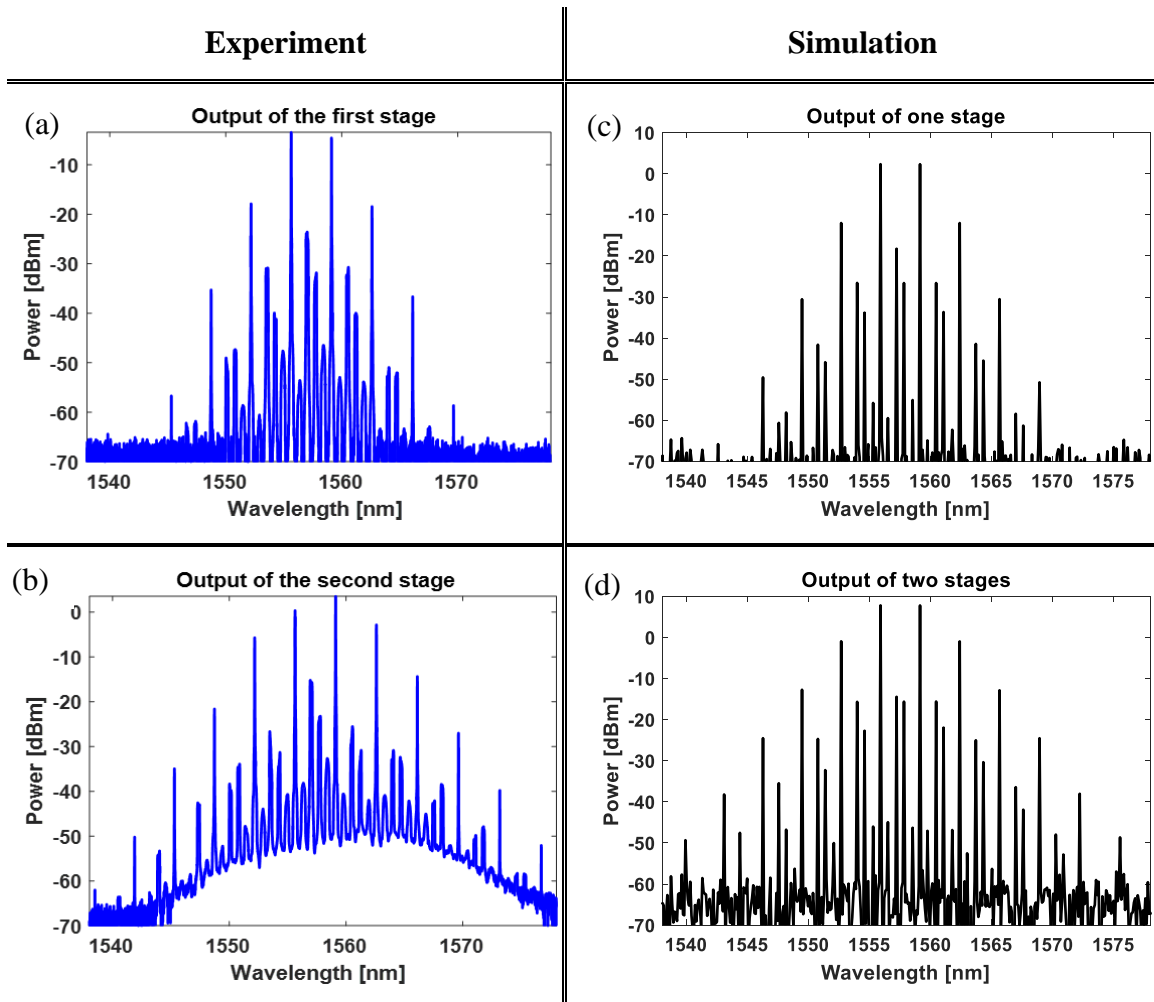 Experiment
Simulation
(a)
Output of the first stage
-10
-20
-30
-40
-50
-60
-70
Power [dBm]
1540 1550 1560 1570
Wavelength [nm]
(c)
Output of one stage
10
0
-10
-20
-30
-40
-50
-60
-70
Power [dBm]
1540 1545 1550 1555 1560 1565 1570 1575
Wavelength [nm]
(b)
Output of the second stage
0
-10
-20
-30
-40
-50
-60
-70
Power [dBm]
1540 1550 1560 1570
Wavelength [nm]
(d)
Output of two stages
10
0
-10
-20
-30
-40
-50
-60
-70
Power [dBm]
1540 1545 1550 1555 1560 1565 1570 1575
Wavelength [nm]